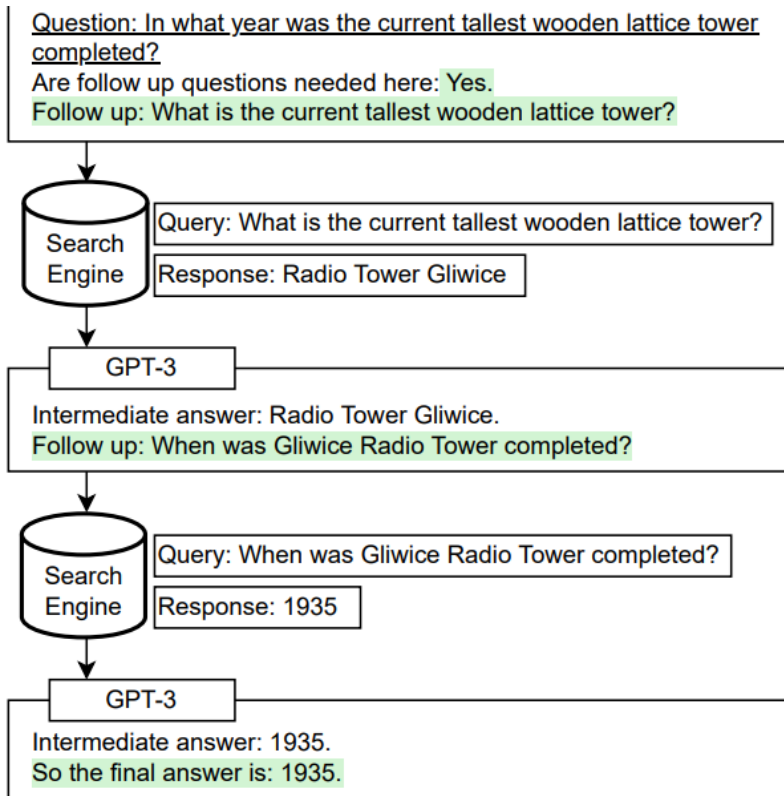 Question: In what year was the current tallest wooden lattice tower
completed?
Are follow up questions needed here: Yes.
Follow up: What is the current tallest wooden lattice tower?
Search
Engine
Query: What is the current tallest wooden lattice tower?
Response: Radio Tower Gliwice
GPT-3
Intermediate answer: Radio Tower Gliwice.
Follow up: When was Gliwice Radio Tower completed?
Search
Engine
Query: When was Gliwice Radio Tower completed?
Response: 1935
GPT-3
Intermediate answer: 1935.
So the final answer is: 1935.